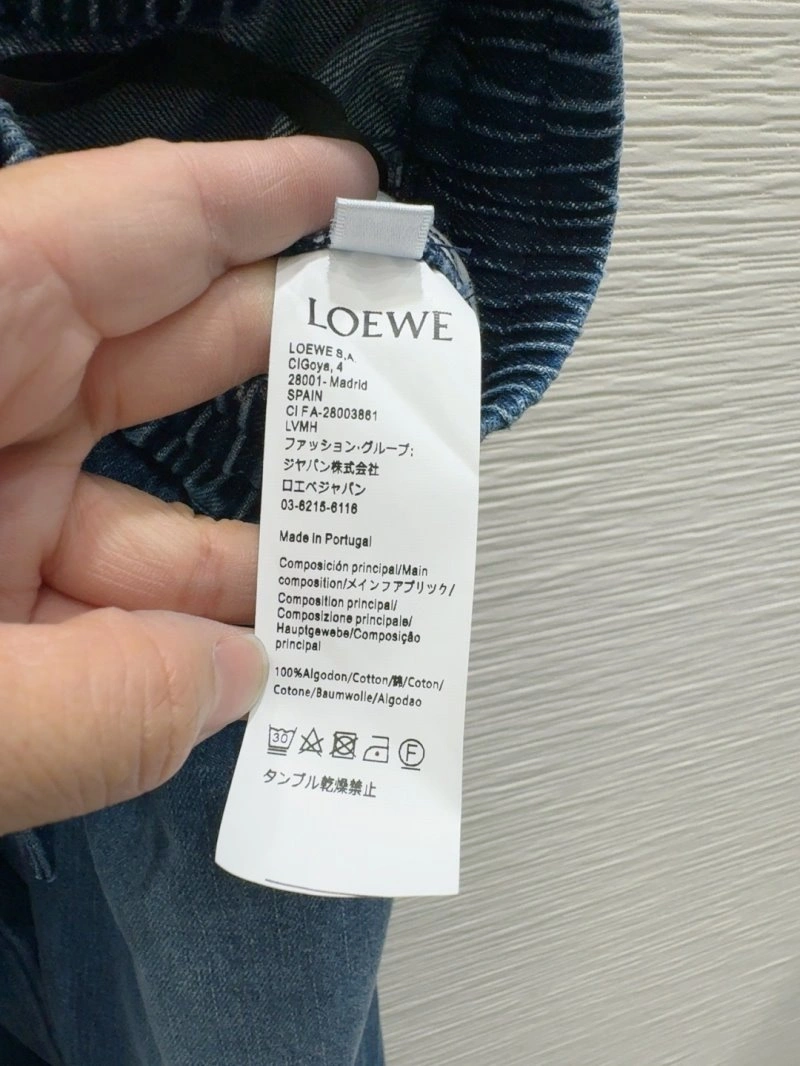 LOEWE
LOEWE S.A.
C|Goya, 4
28001- Madrid
SPAIN
CI FA-28003861
LVMH
ファッション·グループ:
ジヤパン株式会社
ロエベジャパン
03-6215-6116
Made in Portugal
Composición principal/Main
composition/メインフアブリック/
Composition principal/
Composizione principale/
Hauptgewebe/Composição
principal
100%Algodon/Cotton/綿/Coton/
Cotone/Baumwolle/Algodao
30
F
タンブル乾燥禁止